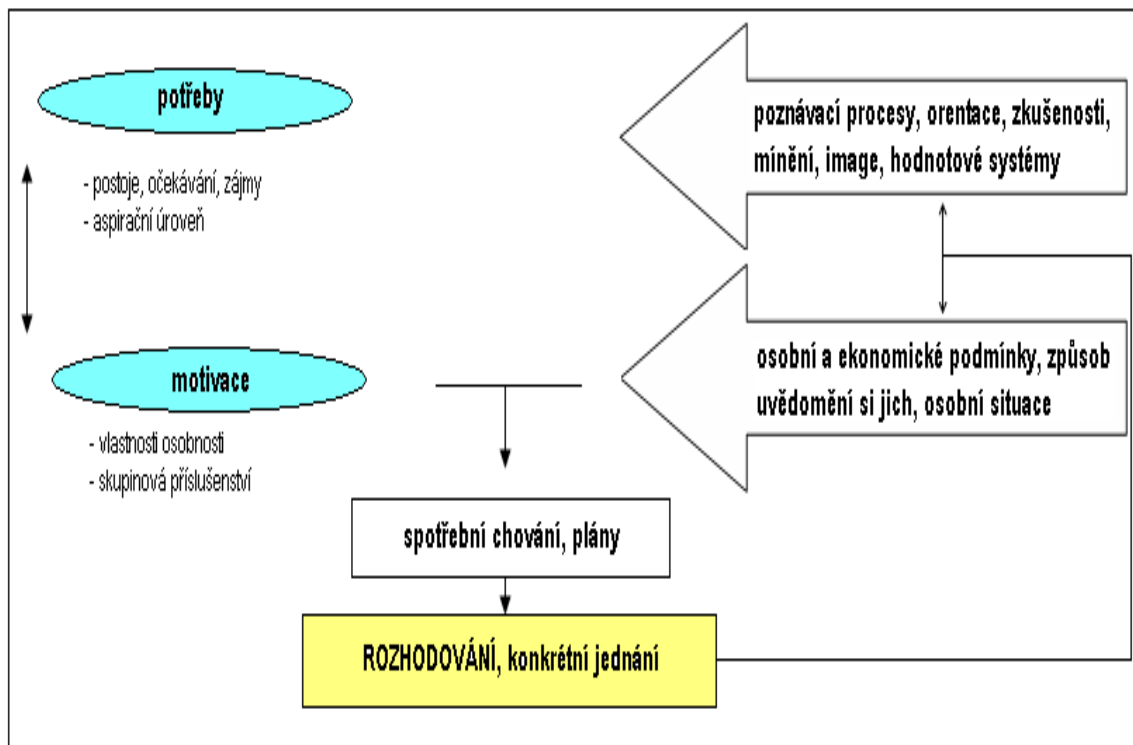 potřeby
- postoje, očekávání, zájmy
- aspirační úroveň
poznávací procesy, orentace, zkušenosti,
mínění, image, hodnotové systémy
motivace
- vlastnosti osobnosti
- skupinová příslušenství
osobní a ekonomické podmínky, způsob
uvědomění si jich, osobní situace
spotřební chování, plány
ROZHODOVÁNÍ, konkrétní jednání